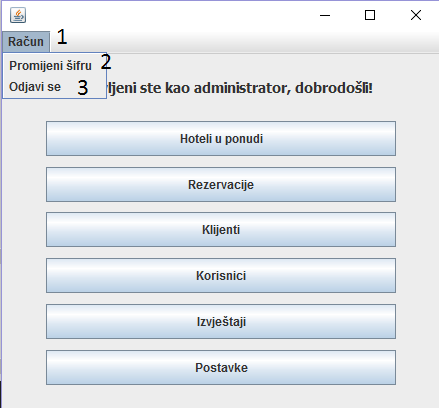 Račun 1
Promijeni šifru 2
Odjavi se 3
ste kao administrator, dobrodošli!
Hoteli u ponudi
Rezervacije
Klijenti
Korisnici
Izvještaji
Postavke